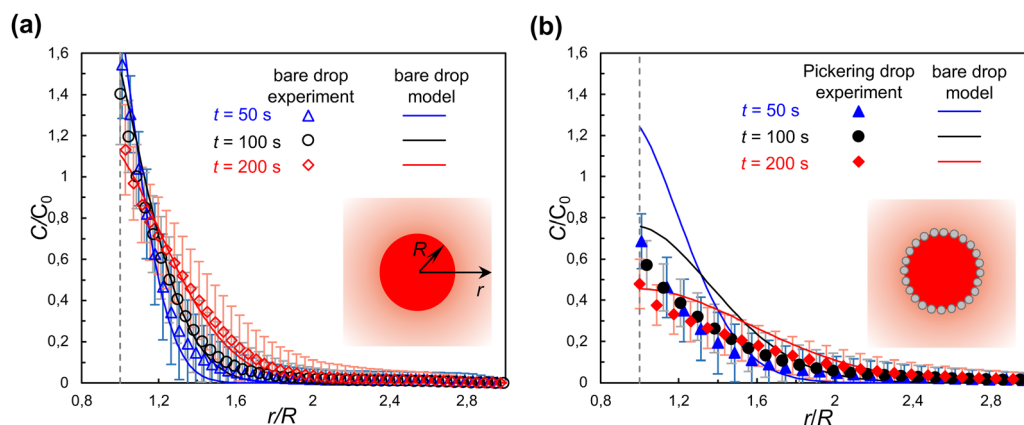 (a)
1,6
1,4
1,2
1
0,8
0,6
0,4
0,2
0
C/C0
0,8 1,2 1,6 2 2,4 2,8
r/R
bare drop experiment
bare drop model
t = 50 s
t = 100 s
t = 200 s
R
r
(b)
1,6
1,4
1,2
1
0,8
0,6
0,4
0,2
0
C/C0
0,8 1,2 1,6 2 2,4 2,8
r/R
Pickering drop experiment
bare drop model
t = 50 s
t = 100 s
t = 200 s